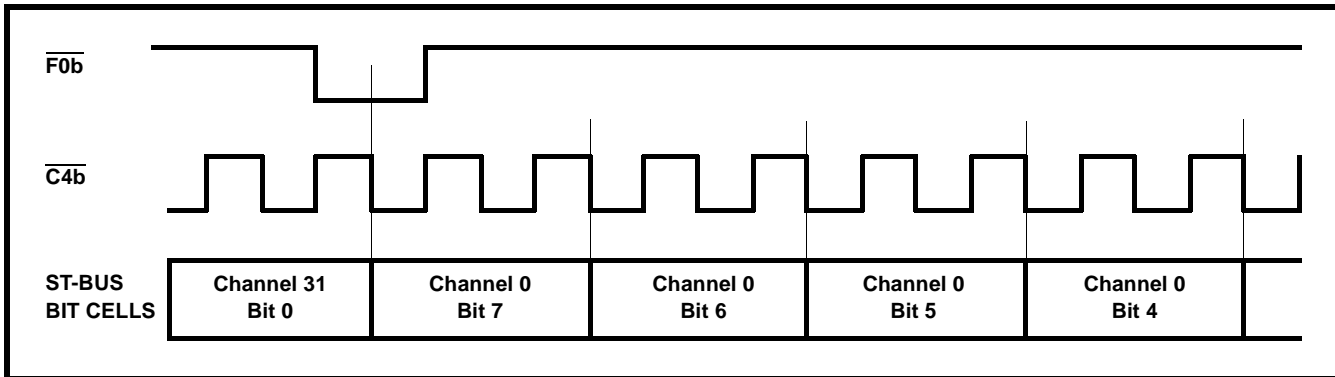 F0b
C4b
ST-BUS
BIT CELLS
Channel 31
Bit 0
Channel 0
Bit 7
Channel 0
Bit 6
Channel 0
Bit 5
Channel 0
Bit 4